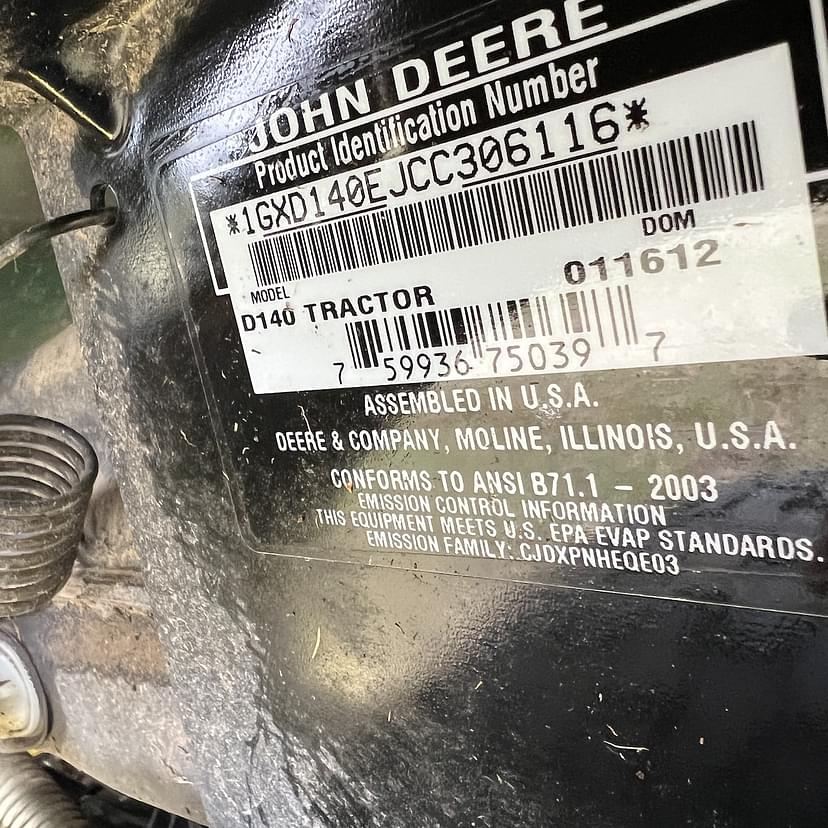 JOHN DEERE
Product Identification Number
*1GXD140EJCC306116*
DOM
MODEL 011612
D140 TRACTOR
7 59936 75039 7
ASSEMBLED IN U.S.A.
DEERE & COMPANY, MOLINE, ILLINOIS, U.S.A.
CONFORMS TO ANSI B71.1 – 2003
EMISSION CONTROL INFORMATION
THIS EQUIPMENT MEETS U.S. EPA EVAP STANDARDS.
EMISSION FAMILY: CJDXPNHEQE03